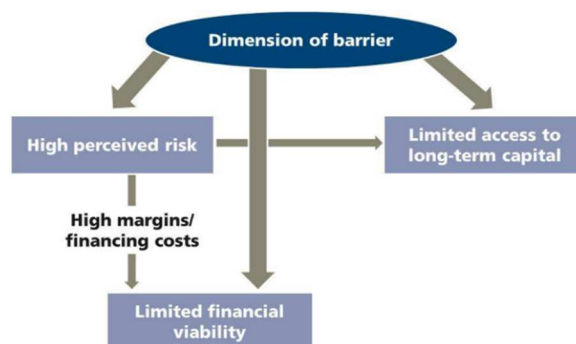 Dimension of barrier
High perceived risk
Limited access to
long-term capital
High margins/
financing costs
Limited financial
viability